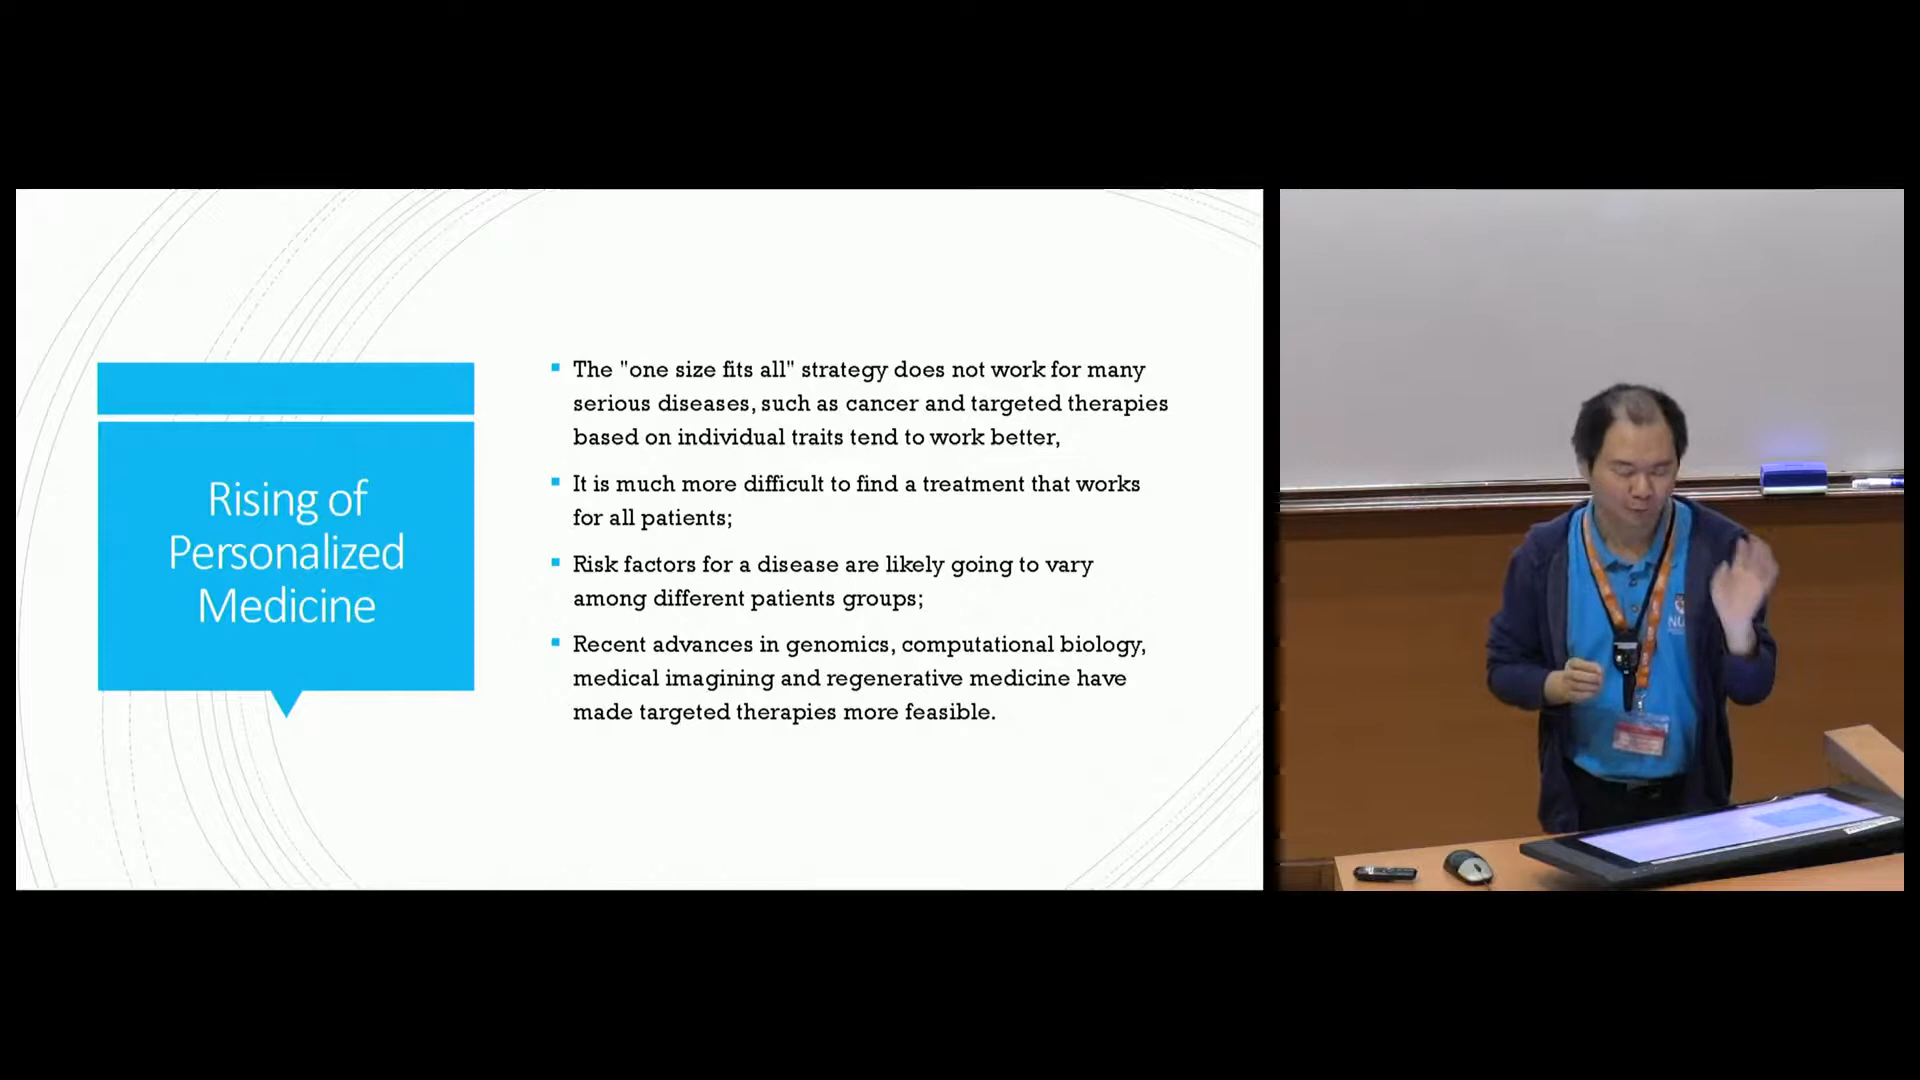 Rising of
Personalized
Medicine
The "one size fits all" strategy does not work for many
serious diseases, such as cancer and targeted therapies
based on individual traits tend to work better,
It is much more difficult to find a treatment that works
for all patients;
Risk factors for a disease are likely going to vary
among different patients groups;
Recent advances in genomics, computational biology,
medical imagining and regenerative medicine have
made targeted therapies more feasible.